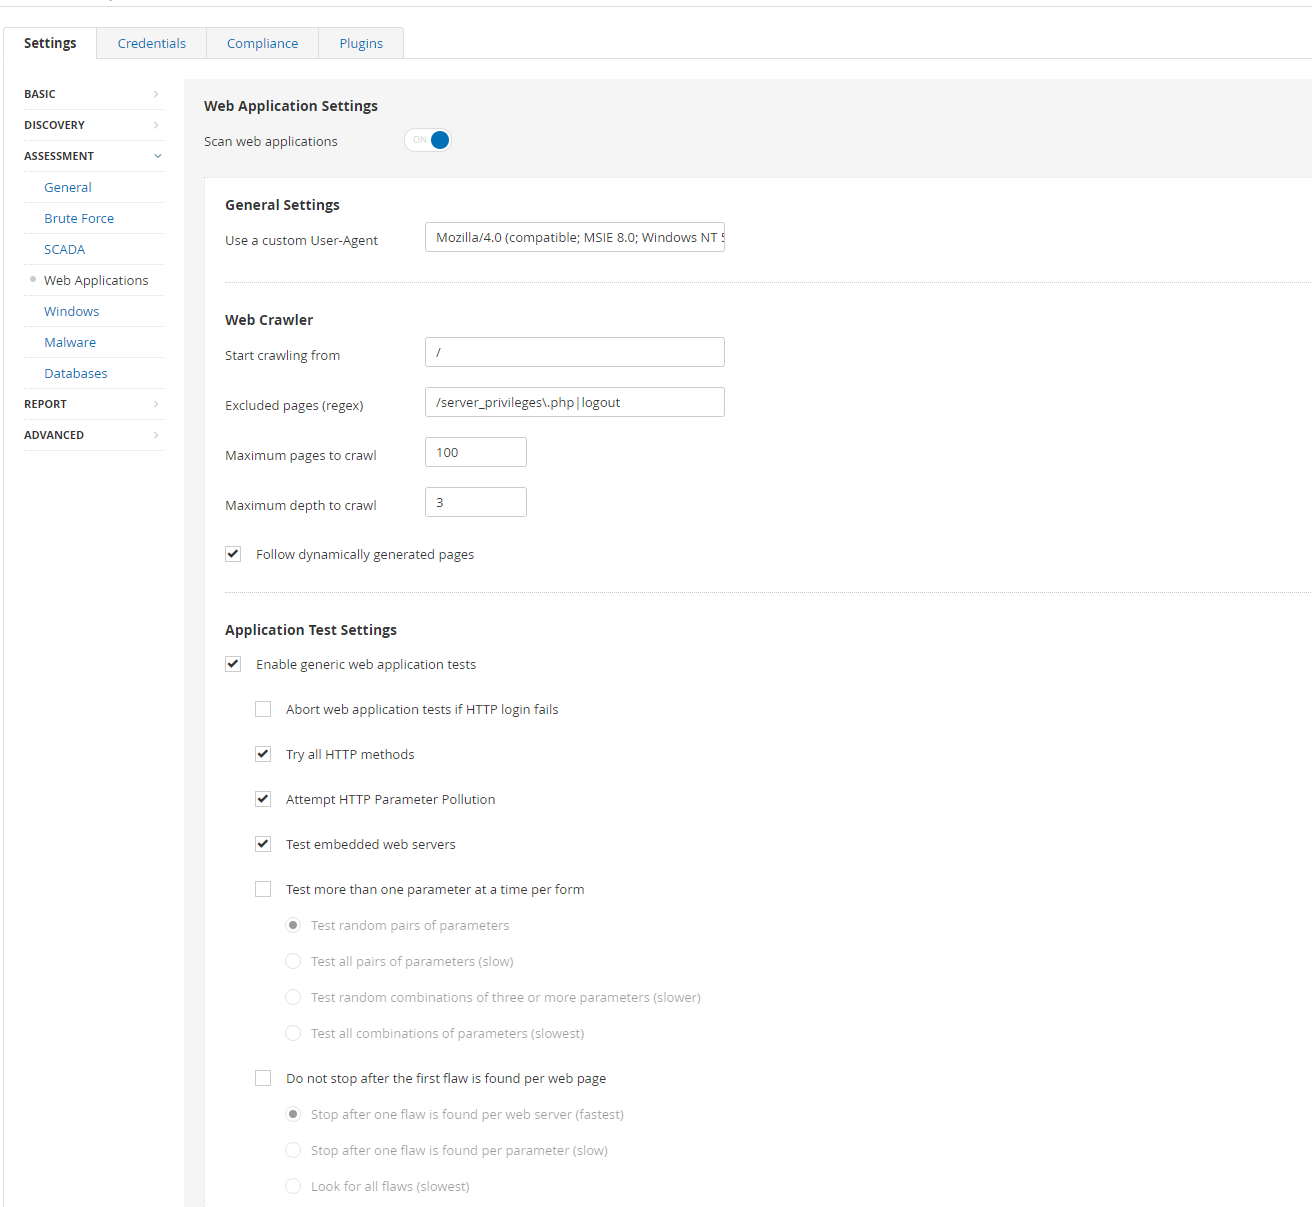 Settings Credentials Compliance Plugins
BASIC
DISCOVERY
ASSESSMENT
General
Brute Force
SCADA
Web Applications
Windows
Malware
Databases
REPORT
ADVANCED
Web Application Settings
Scan web applications ON
General Settings
Use a custom User-Agent Mozilla/4.0 (compatible; MSIE 8.0; Windows NT
Web Crawler
Start crawling from /
Excluded pages (regex) /server_privileges\.php|logout
Maximum pages to crawl 100
Maximum depth to crawl 3
Follow dynamically generated pages
Application Test Settings
Enable generic web application tests
Abort web application tests if HTTP login fails
Try all HTTP methods
Attempt HTTP Parameter Pollution
Test embedded web servers
Test more than one parameter at a time per form
Test random pairs of parameters
Test all pairs of parameters (slow)
Test random combinations of three or more parameters (slower)
Test all combinations of parameters (slowest)
Do not stop after the first flaw is found per web page
Stop after one flaw is found per web server (fastest)
Stop after one flaw is found per parameter (slow)
Look for all flaws (slowest)